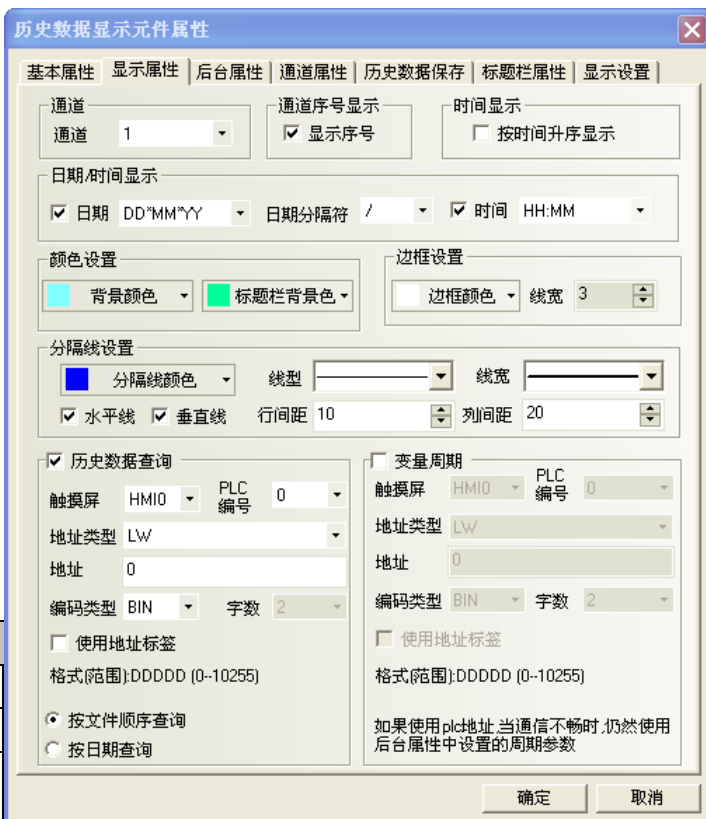 历史数据显示元件属性
基本属性 显示属性 后台属性 通道属性 历史数据保存 标题栏属性 显示设置
通道 通道序号显示 时间显示
通道 1 显示序号 按时间升序显示
日期/时间显示
日期 DD*MM*YY 日期分隔符 / 时间 HH:MM
颜色设置 边框设置
背景颜色 标题栏背景色 边框颜色 线宽 3
分隔线设置
分隔线颜色 线型 线宽
水平线 垂直线 行间距 10 列间距 20
历史数据查询
触摸屏 HMI0 PLC编号 0
地址类型 LW
地址 0
编码类型 BIN 字数 2
使用地址标签
格式(范围):DDDDD (0--10255)
按文件顺序查询
按日期查询
变量周期
触摸屏 HMI0 PLC编号 0
地址类型 LW
地址 0
编码类型 BIN 字数 2
使用地址标签
格式(范围):DDDDD (0--10255)
如果使用plc地址,当通信不畅时,仍然使用
后台属性中设置的周期参数
确定 取消